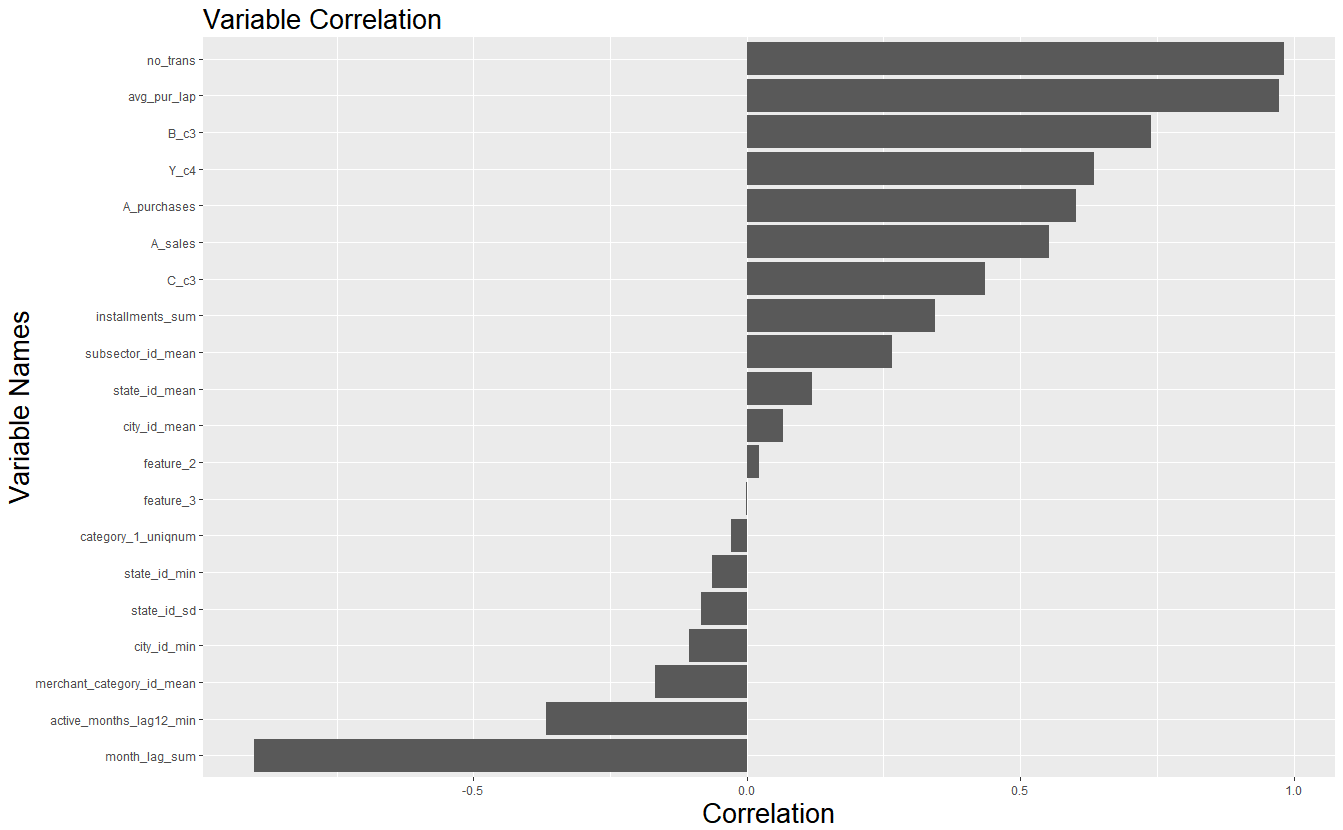 Variable Correlation
Variable Names
no_trans
avg_pur_lap
B_c3
Y_c4
A_purchases
A_sales
C_c3
installments_sum
subsector_id_mean
state_id_mean
city_id_mean
feature_2
feature_3
category_1_uniqnum
state_id_min
state_id_sd
city_id_min
merchant_category_id_mean
active_months_lag12_min
month_lag_sum
-0.5 0.0 0.5 1.0
Correlation